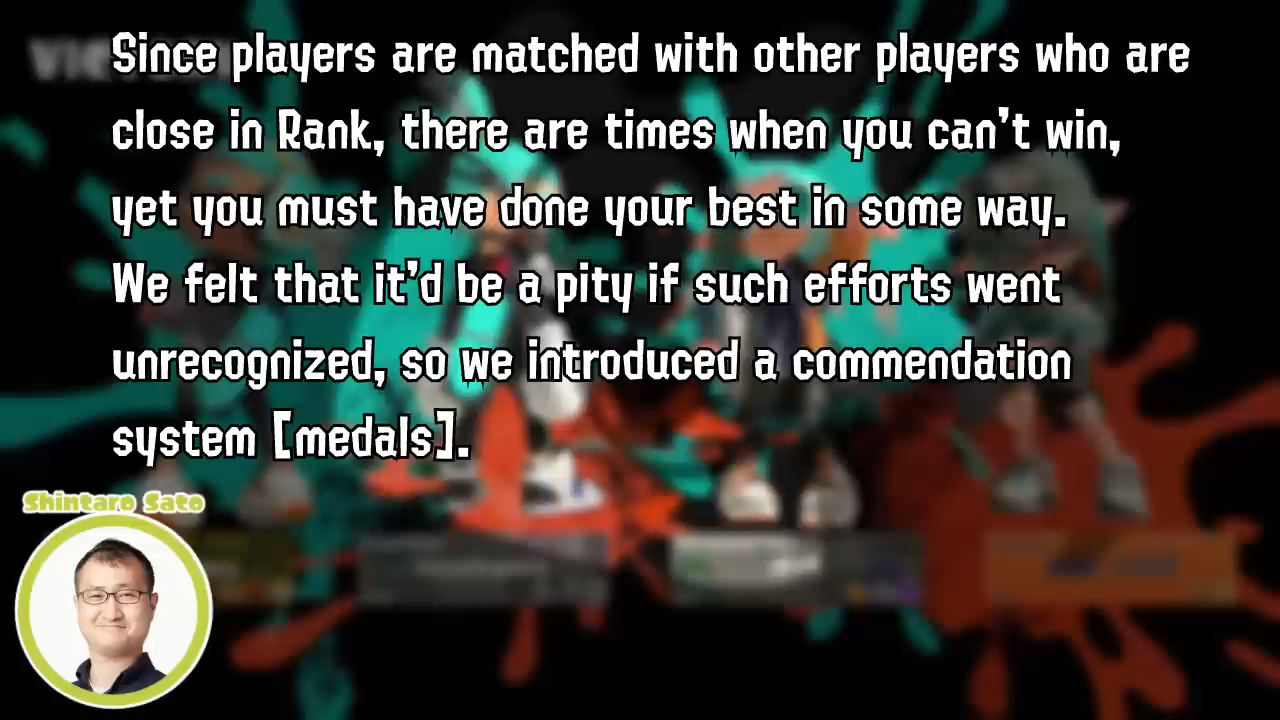 Since players are matched with other players who are
close in Rank, there are times when you can't win,
yet you must have done your best in some way.
We felt that it'd be a pity if such efforts went
unrecognized, so we introduced a commendation
system [medals].
Shintaro Sato